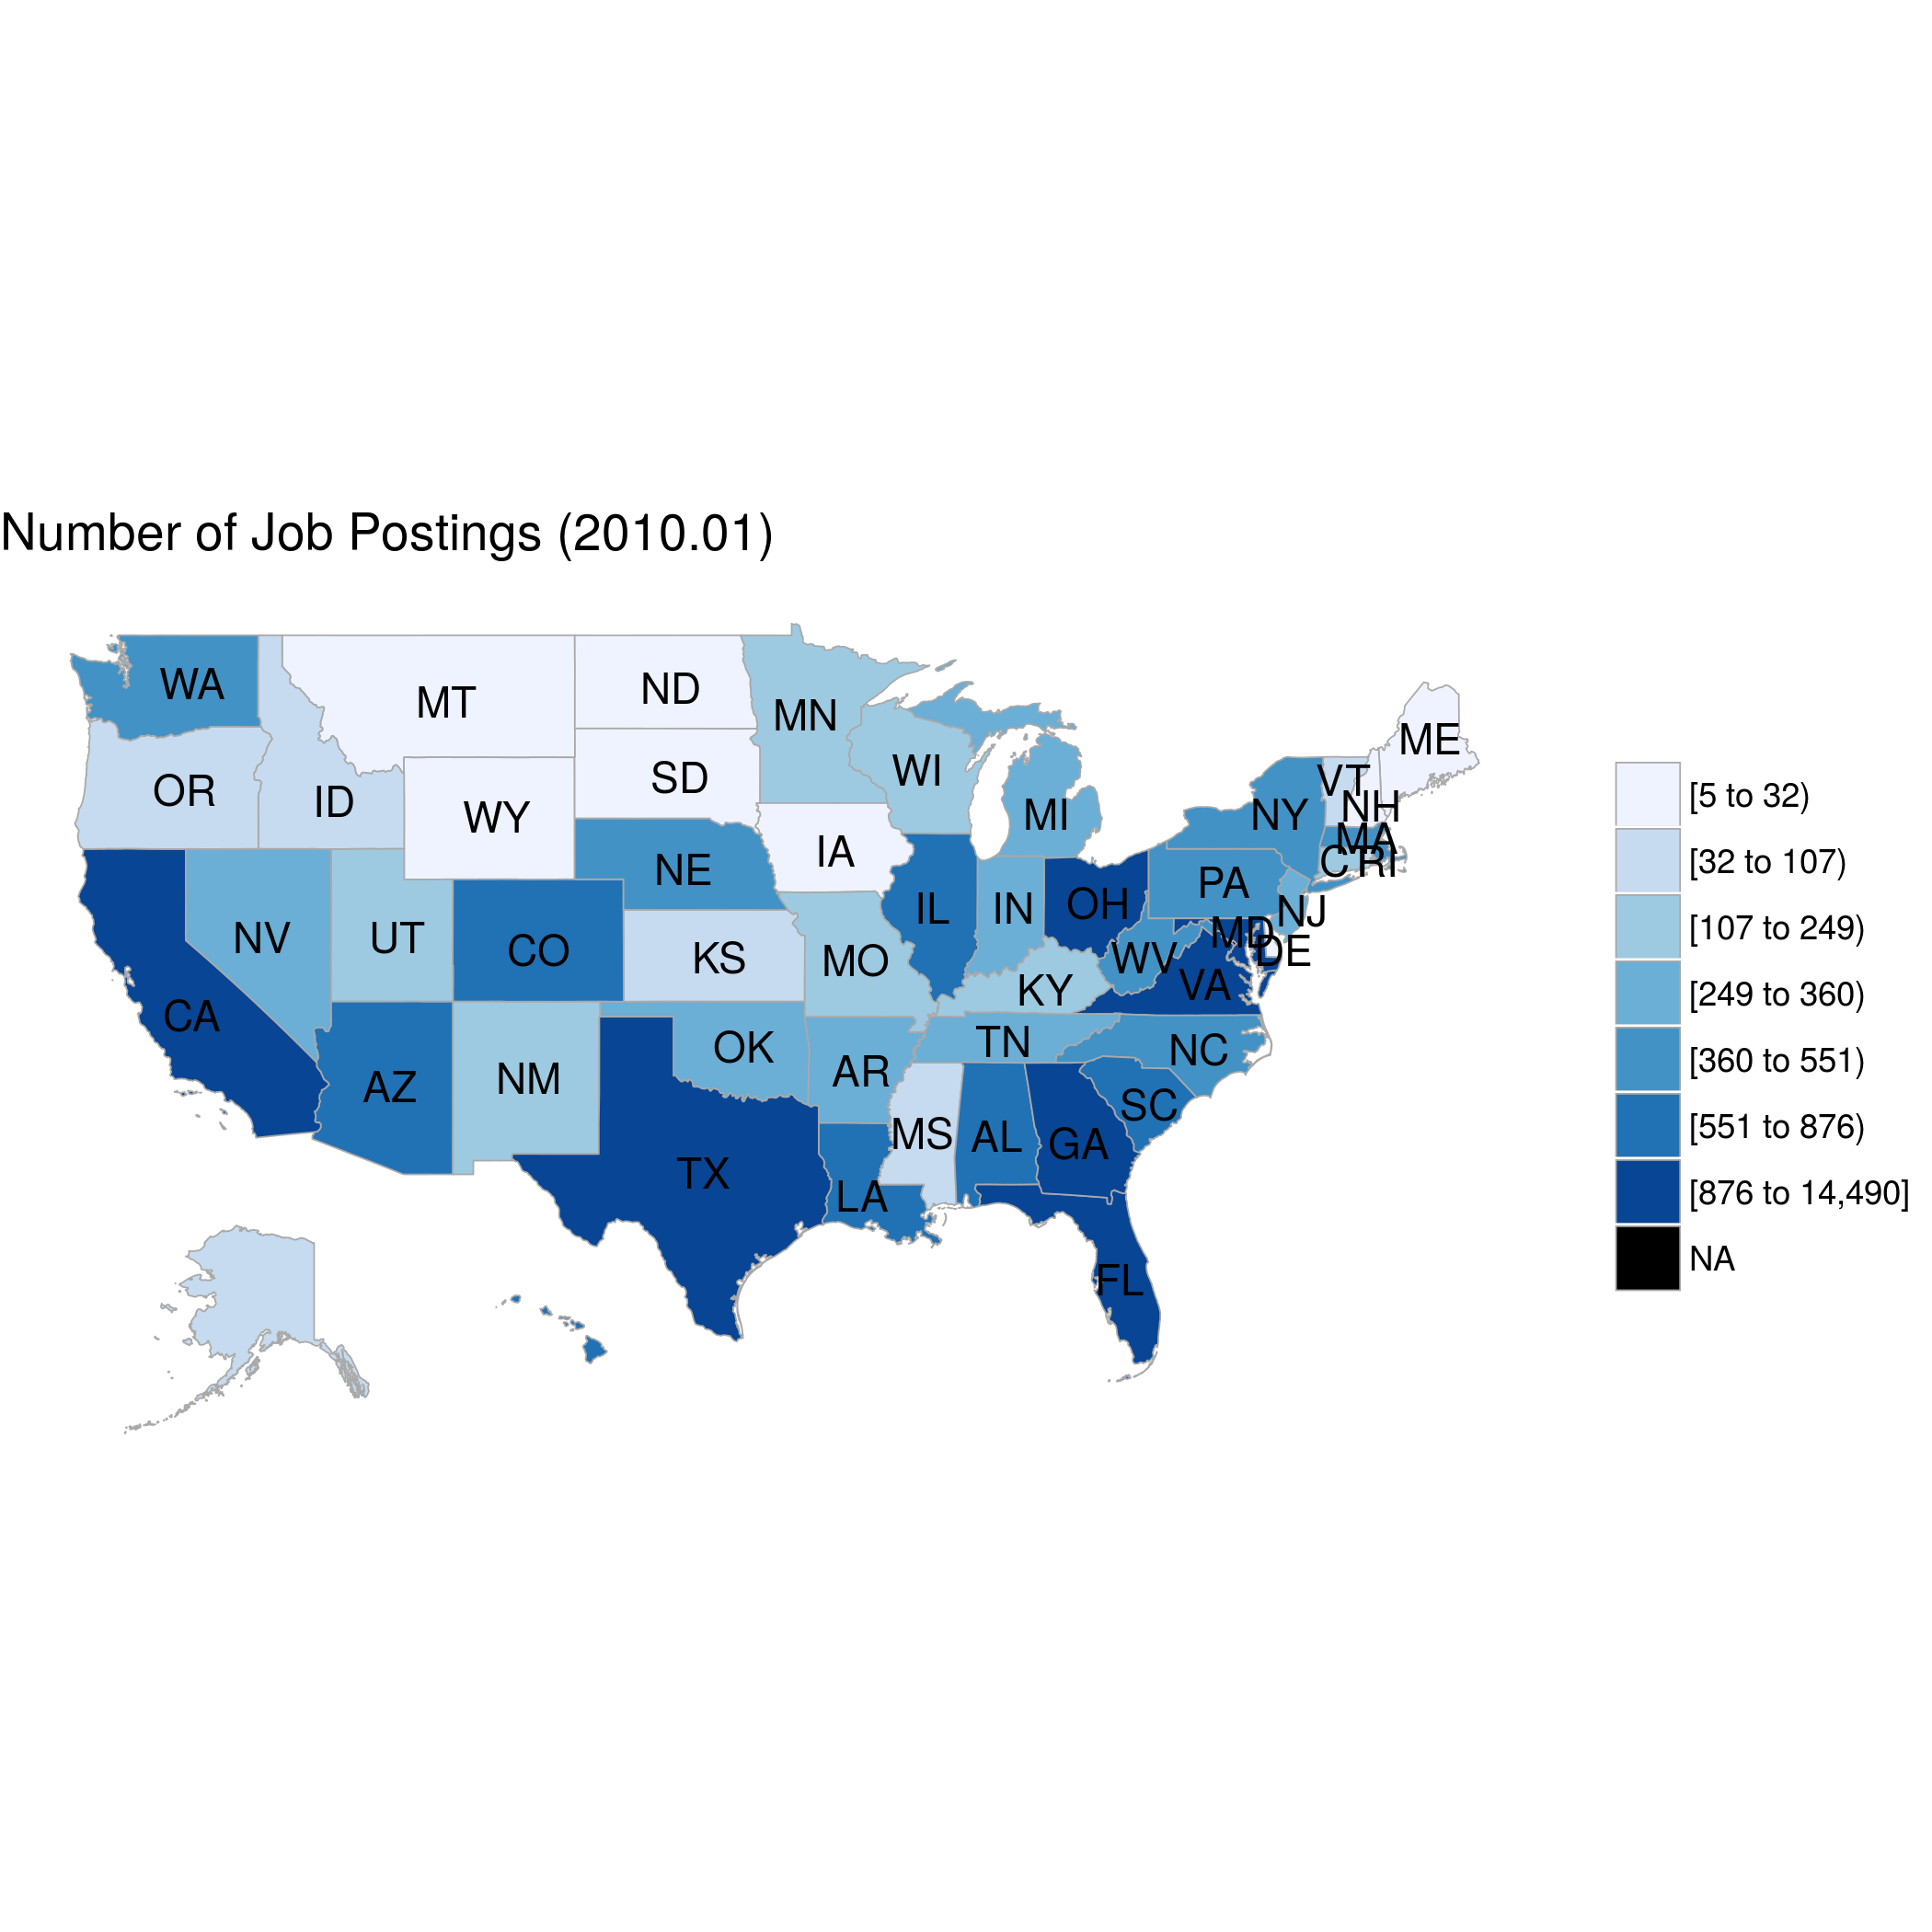 Number of Job Postings (2010.01)
WA
MT
ND
MN
ME
OR
ID
WY
SD
WI
MI
VT
NH
NY
MA
CT
RI
IA
NE
PA
IL
IN
OH
NJ
MD
DE
NV
UT
CO
KS
MO
WV
VA
KY
CA
TN
NC
OK
AR
AZ
NM
SC
MS
AL
GA
TX
LA
FL
[5 to 32)
[32 to 107)
[107 to 249)
[249 to 360)
[360 to 551)
[551 to 876)
[876 to 14,490]
NA